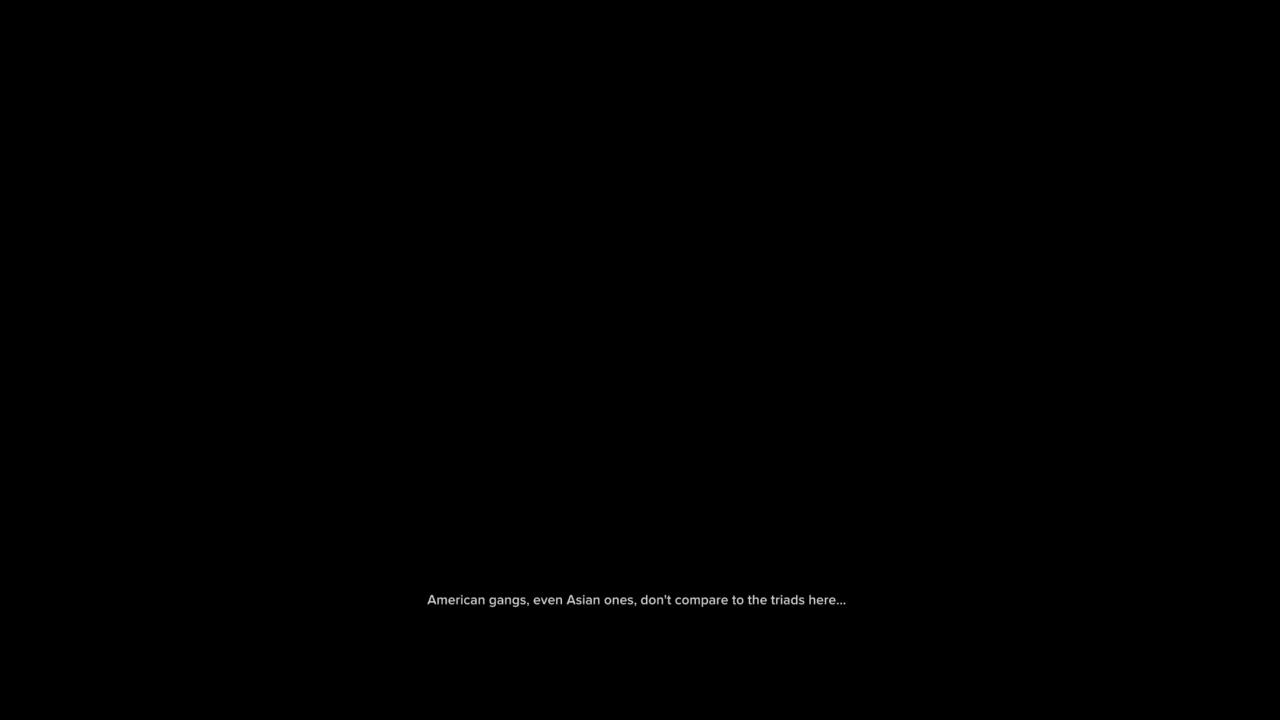 American gangs, even Asian ones, don't compare to the triads here...